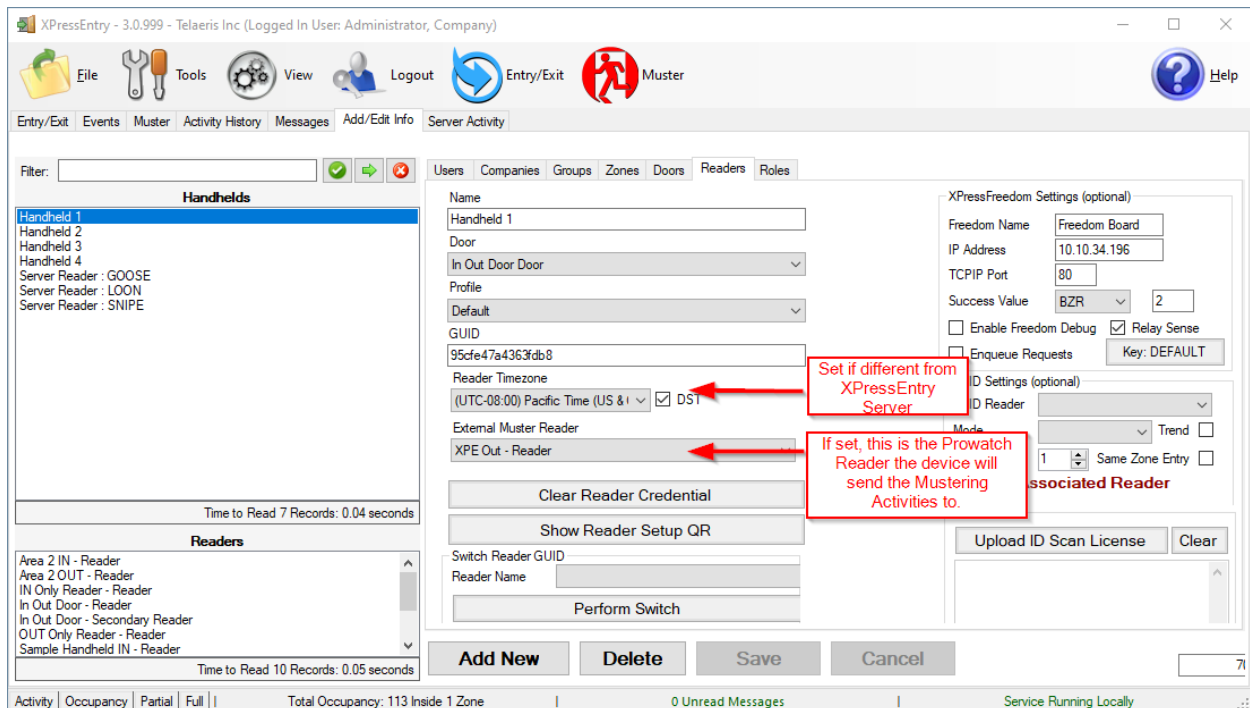 XPressEntry - 3.0.999 - Telaeris Inc (Logged In User: Administrator, Company)
File
Tools
View
Logout
Entry/Exit
Muster
Help
Entry/Exit Events Muster Activity History Messages Add/Edit Info Server Activity
Filter:
Handhelds
Handheld 1
Handheld 2
Handheld 3
Handheld 4
Server Reader : GOOSE
Server Reader : LOON
Server Reader : SNIPE
Time to Read 7 Records: 0.04 seconds
Readers
Area 2 IN - Reader
Area 2 OUT - Reader
IN Only Reader - Reader
In Out Door - Reader
In Out Door - Secondary Reader
OUT Only Reader - Reader
Sample Handheld IN - Reader
Time to Read 10 Records: 0.05 seconds
Users Companies Groups Zones Doors Readers Roles
Name
Handheld 1
Door
In Out Door Door
Profile
Default
GUID
95cfe47a4363fdb8
Reader Timezone
(UTC-08:00) Pacific Time (US & DST
External Muster Reader
XPE Out - Reader
Clear Reader Credential
Show Reader Setup QR
Switch Reader GUID
Reader Name
Perform Switch
Set if different from
XPressEntry
Server
If set, this is the Prowatch
Reader the device will
send the Mustering
Activities to.
XPressFreedom Settings (optional)
Freedom Name Freedom Board
IP Address 10.10.34.196
TCPIP Port 80
Success Value BZR 2
Enable Freedom Debug Relay Sense
Enqueue Requests Key: DEFAULT
ID Settings (optional)
ID Reader
Mode Trend
1 Same Zone Entry
Associated Reader
Upload ID Scan License Clear
Add New Delete Save Cancel
Activity Occupancy Partial Full Total Occupancy: 113 Inside 1 Zone 0 Unread Messages Service Running Locally